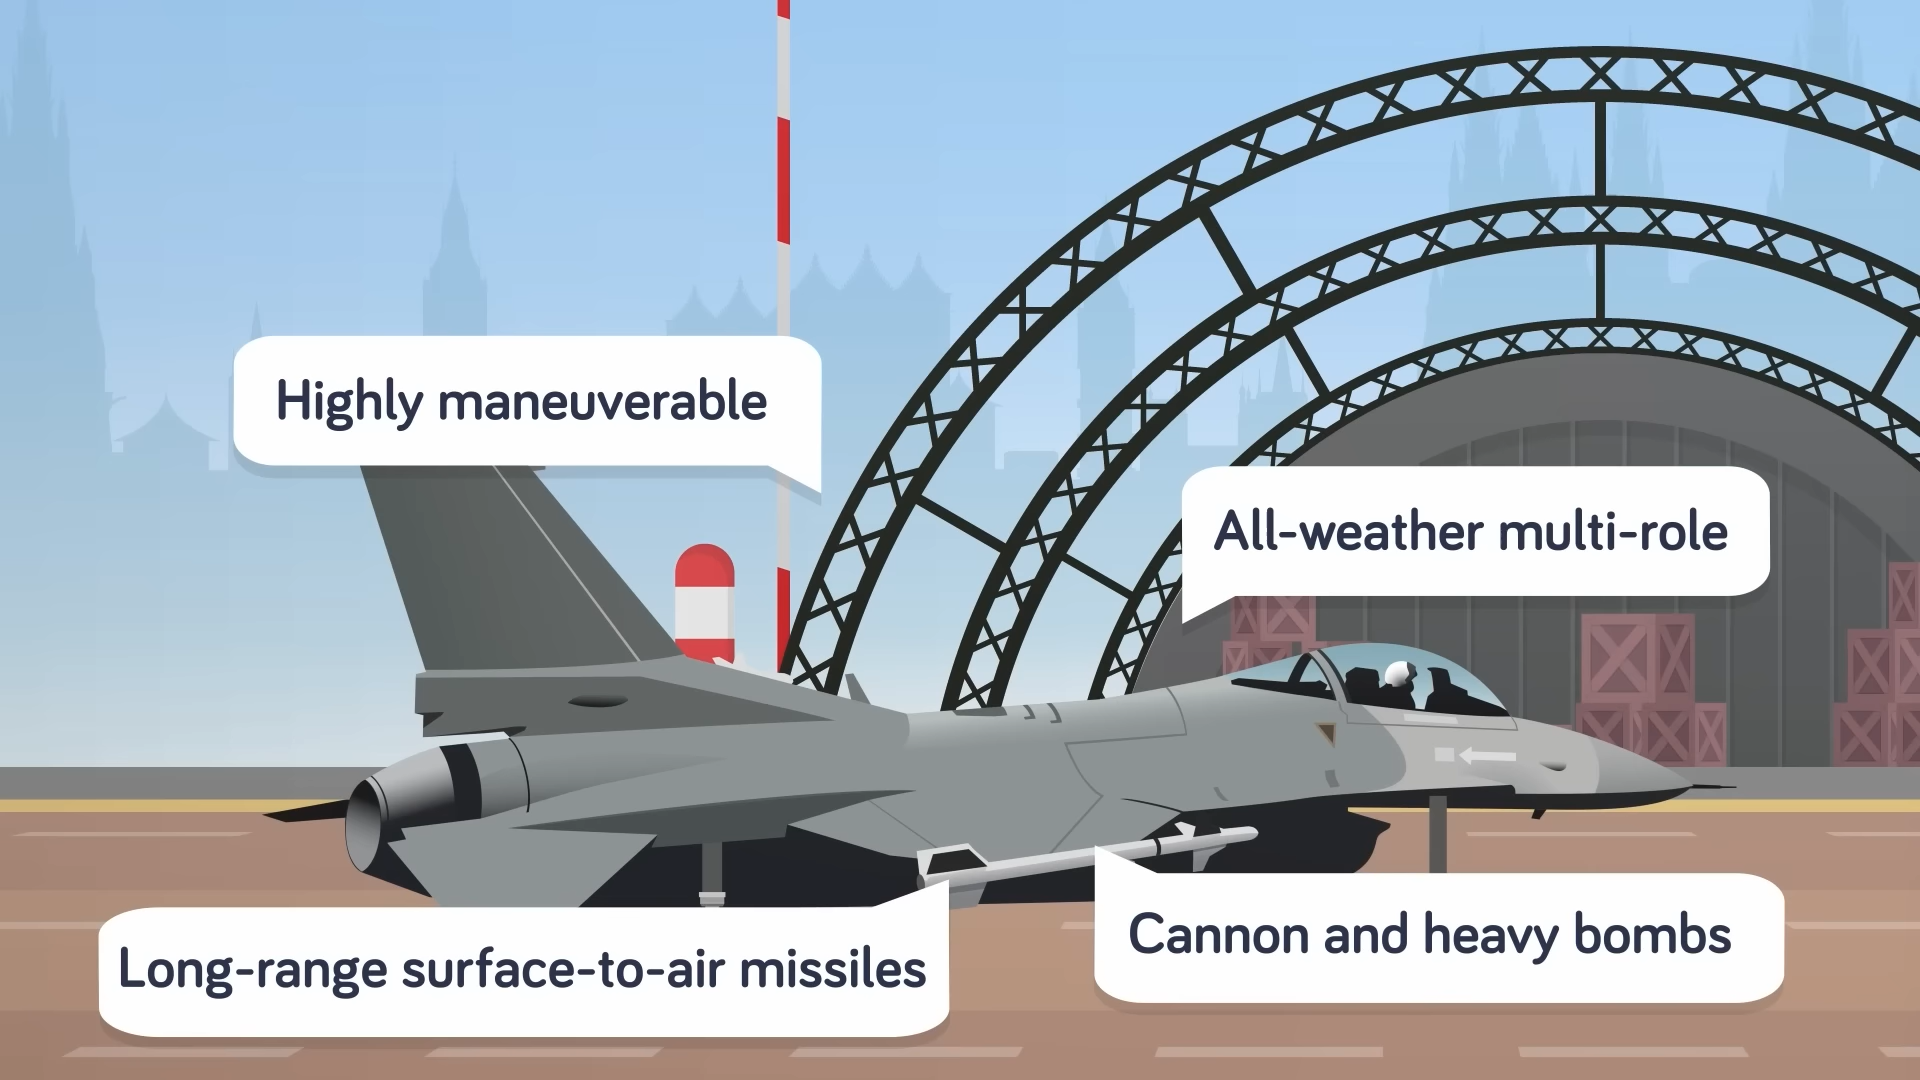 Highly maneuverable
All-weather multi-role
Long-range surface-to-air missiles
Cannon and heavy bombs